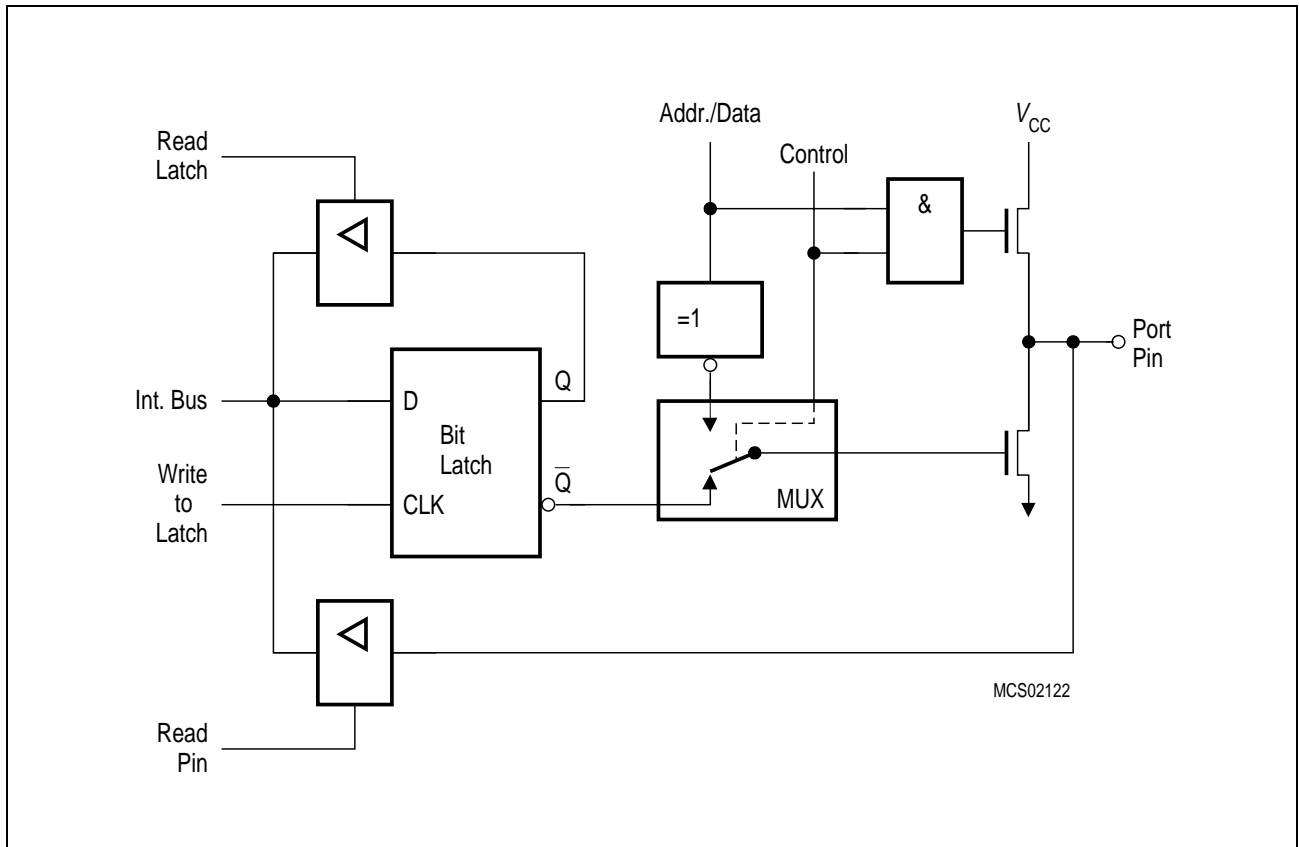 Addr./Data
VCC
Read
Latch
Control
&
=1
Port
Pin
Q
Int. Bus
D
Bit
Latch
Q̅
Write
to
Latch
CLK
MUX
MCS02122
Read
Pin